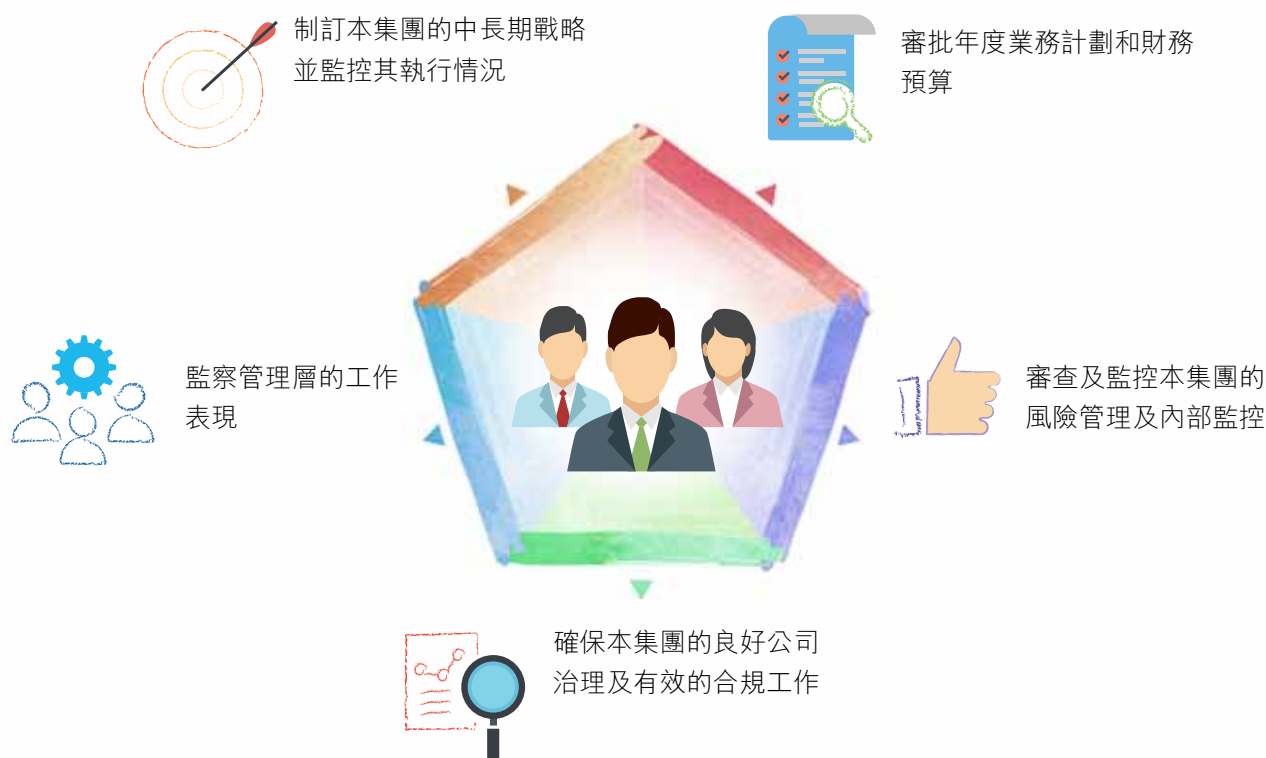 制訂本集團的中長期戰略
並監控其執行情況
審批年度業務計劃和財務
預算
監察管理層的工作
表現
審查及監控本集團的
風險管理及內部監控
確保本集團的良好公司
治理及有效的合規工作